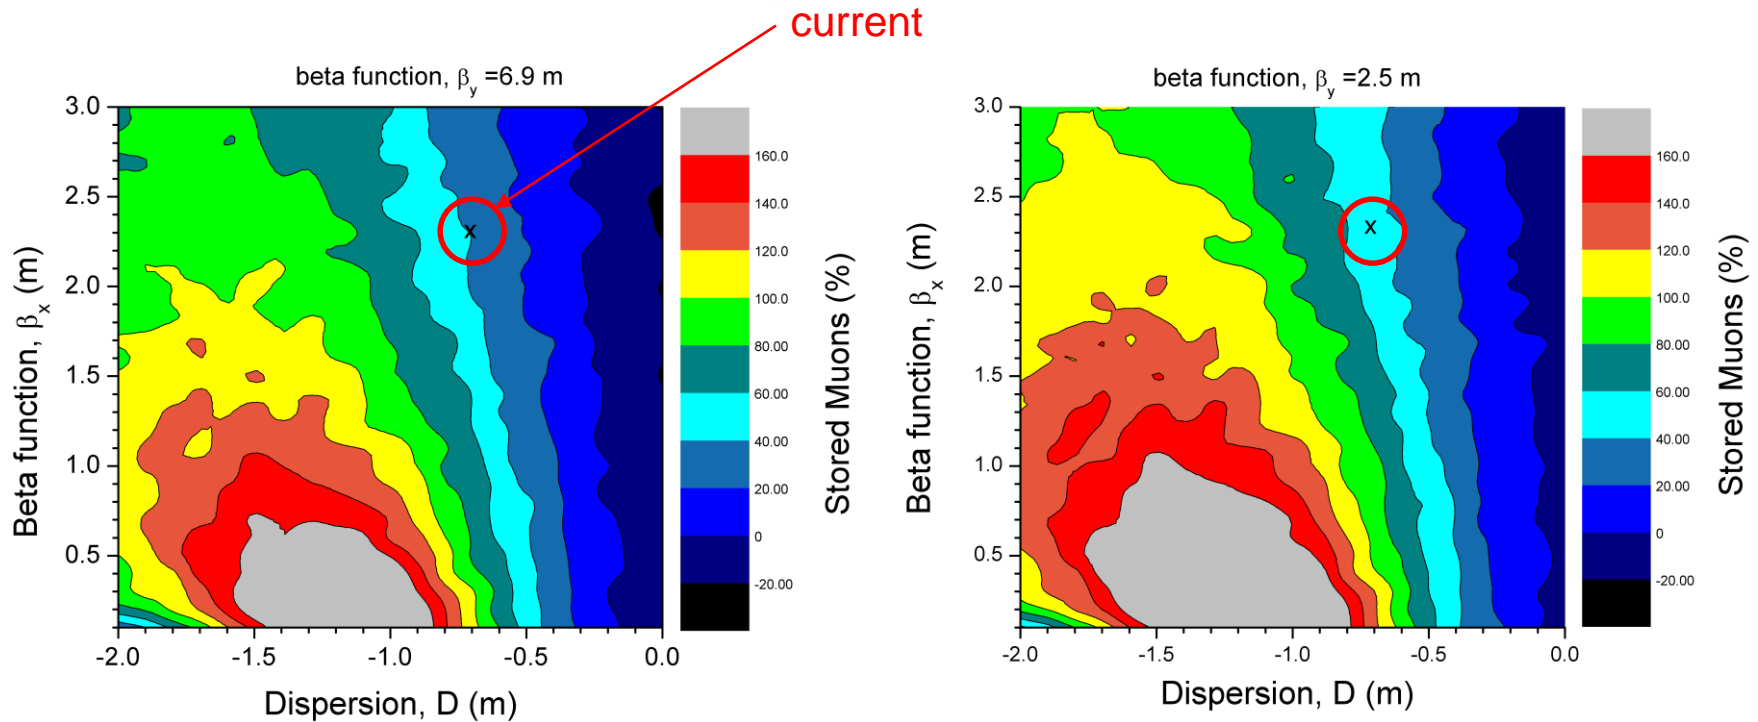 current
beta function, βy =6.9 m
3.0
2.5
2.0
1.5
1.0
0.5
-2.0 -1.5 -1.0 -0.5 0.0
Beta function, βx (m)
Dispersion, D (m)
x
160.0
140.0
120.0
100.0
80.00
60.00
40.00
20.00
0
-20.00
Stored Muons (%)
beta function, βy =2.5 m
3.0
2.5
2.0
1.5
1.0
0.5
-2.0 -1.5 -1.0 -0.5 0.0
Beta function, βx (m)
Dispersion, D (m)
x
160.0
140.0
120.0
100.0
80.00
60.00
40.00
20.00
0
-20.00
Stored Muons (%)